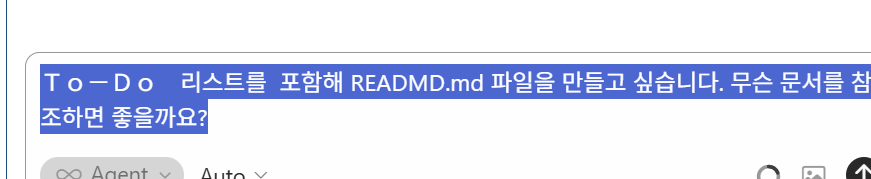 Ｔｏ－Ｄｏ　리스트를  포함해 READMD.md 파일을 만들고 싶습니다. 무슨 문서를 참
조하면 좋을까요?
Agent Auto